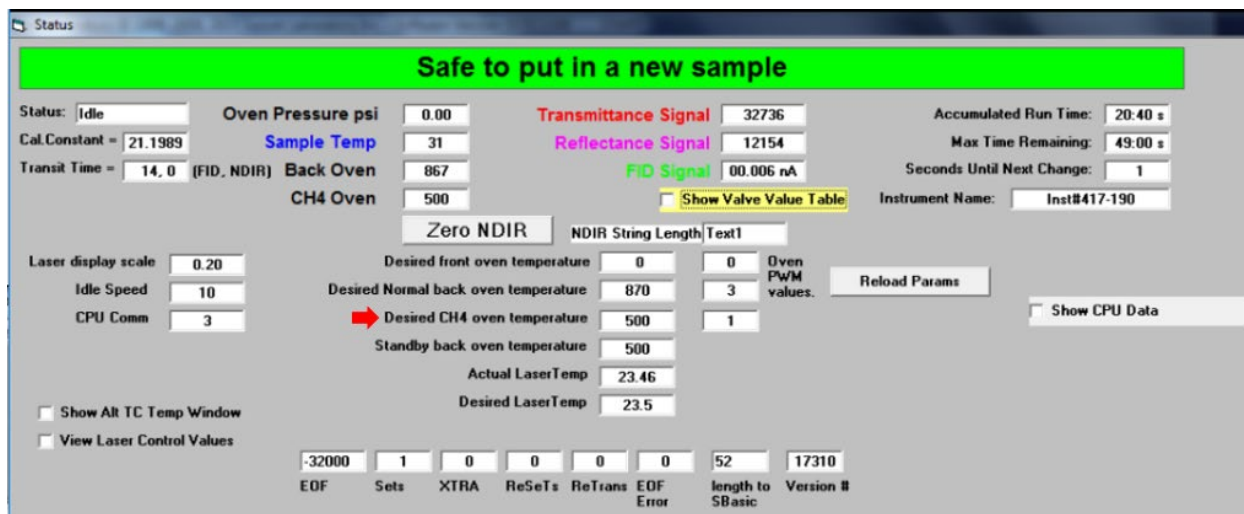 Status
Safe to put in a new sample
Status: Idle Oven Pressure psi 0.00 Transmittance Signal 32736 Accumulated Run Time: 20:40 s
Cal.Constant = 21.1989 Sample Temp 31 Reflectance Signal 12154 Max Time Remaining: 49:00 s
Transit Time = 14, 0 (FID, NDIR) Back Oven 867 FID Signal 00.006 nA Seconds Until Next Change: 1
CH4 Oven 500 Show Valve Value Table Instrument Name: Inst#417-190
Zero NDIR NDIR String Length Text1
Laser display scale 0.20 Desired front oven temperature 0 0 Oven PWM values. Reload Params
Idle Speed 10 Desired Normal back oven temperature 870 3
CPU Comm 3 Desired CH4 oven temperature 500 1 Show CPU Data
Standby back oven temperature 500
Actual LaserTemp 23.46
Desired LaserTemp 23.5
Show Alt TC Temp Window
View Laser Control Values
-32000 1 0 0 0 0 52 17310
EOF Sets XTRA ReSeTs ReTrans EOF Error length to SBasic Version #